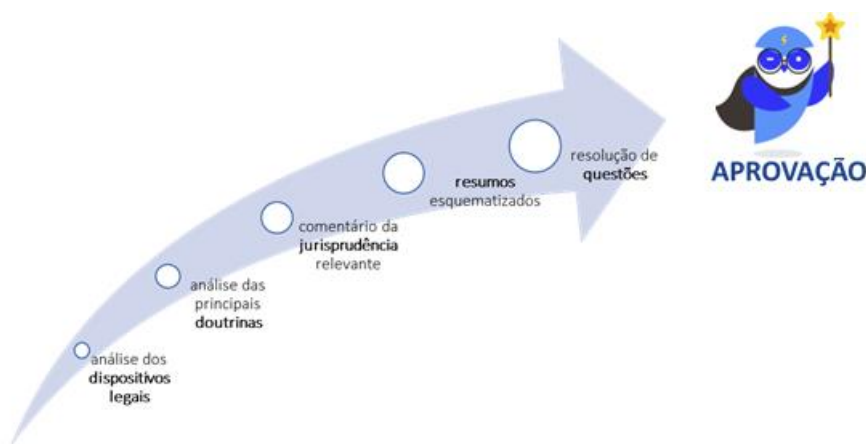 análise dos
dispositivos
legais
análise das
principais
doutrinas
comentário da
jurisprudência
relevante
resumos
esquematizados
resolução de
questões
APROVAÇÃO